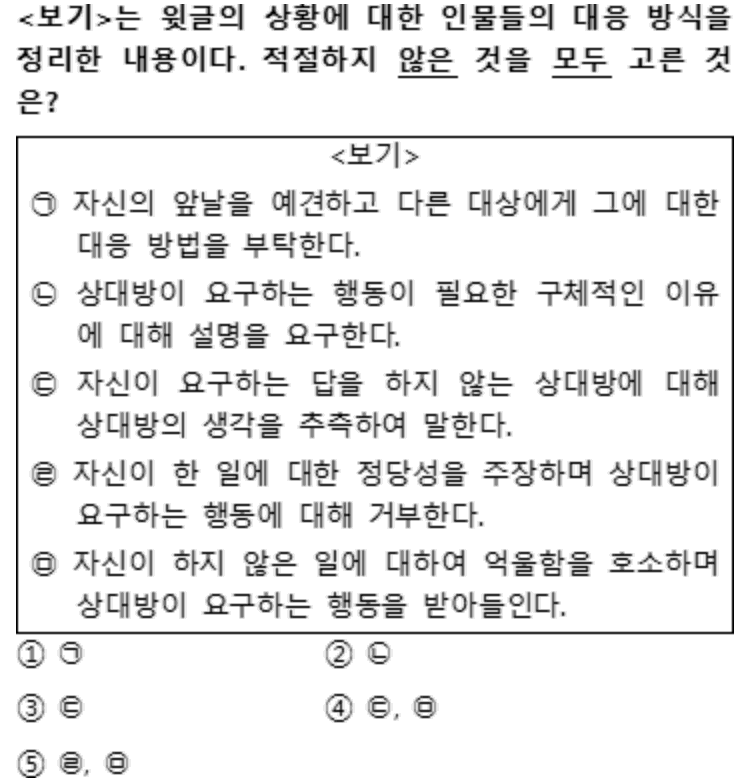 <보기>는 윗글의 상황에 대한 인물들의 대응 방식을
정리한 내용이다. 적절하지 않은 것을 모두 고른 것
은?
<보기>
㉠ 자신의 앞날을 예견하고 다른 대상에게 그에 대한
대응 방법을 부탁한다.
㉡ 상대방이 요구하는 행동이 필요한 구체적인 이유
에 대해 설명을 요구한다.
㉢ 자신이 요구하는 답을 하지 않는 상대방에 대해
상대방의 생각을 추측하여 말한다.
㉣ 자신이 한 일에 대한 정당성을 주장하며 상대방이
요구하는 행동에 대해 거부한다.
㉤ 자신이 하지 않은 일에 대하여 억울함을 호소하며
상대방이 요구하는 행동을 받아들인다.
① ㉠ ② ㉡
③ ㉢ ④ ㉢, ㉤
⑤ ㉣, ㉤